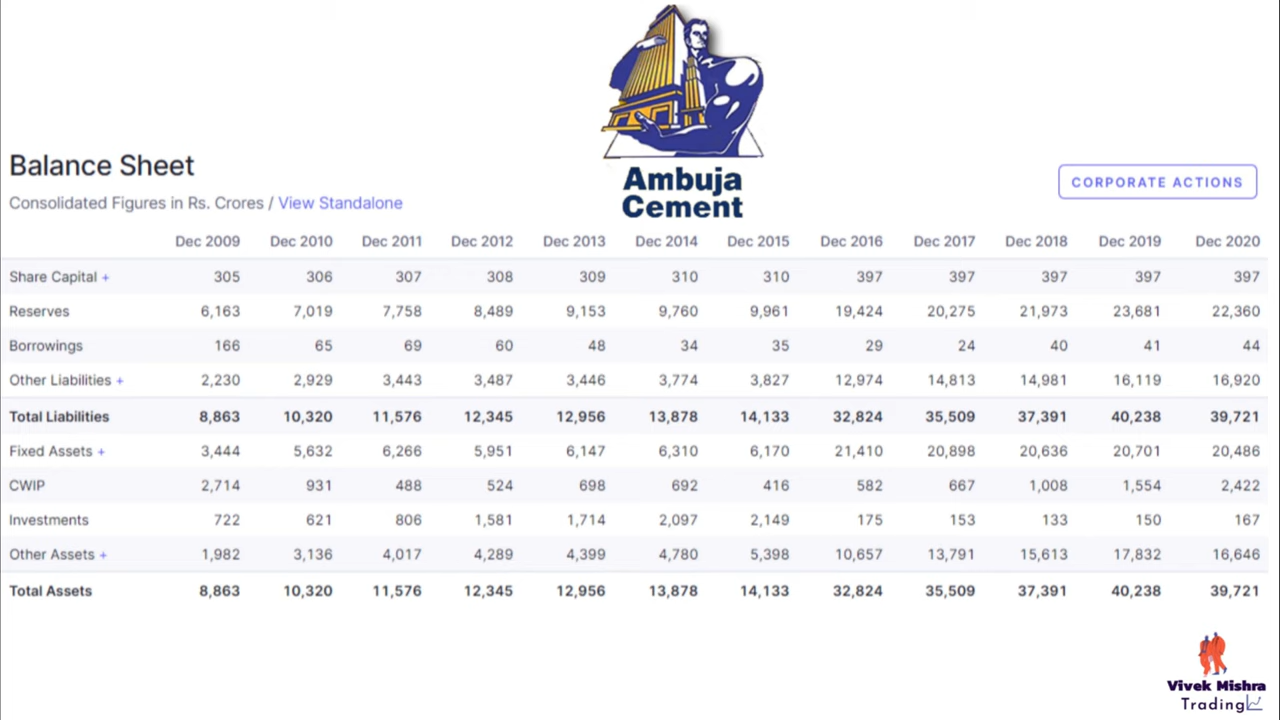 Ambuja
Cement
Balance Sheet
CORPORATE ACTIONS
Consolidated Figures in Rs. Crores / View Standalone
Dec 2009 Dec 2010 Dec 2011 Dec 2012 Dec 2013 Dec 2014 Dec 2015 Dec 2016 Dec 2017 Dec 2018 Dec 2019 Dec 2020
Share Capital + 305 306 307 308 309 310 310 397 397 397 397 397
Reserves 6,163 7,019 7,758 8,489 9,153 9,760 9,961 19,424 20,275 21,973 23,681 22,360
Borrowings 166 65 69 60 48 34 35 29 24 40 41 44
Other Liabilities + 2,230 2,929 3,443 3,487 3,446 3,774 3,827 12,974 14,813 14,981 16,119 16,920
Total Liabilities 8,863 10,320 11,576 12,345 12,956 13,878 14,133 32,824 35,509 37,391 40,238 39,721
Fixed Assets + 3,444 5,632 6,266 5,951 6,147 6,310 6,170 21,410 20,898 20,636 20,701 20,486
CWIP 2,714 931 488 524 698 692 416 582 667 1,008 1,554 2,422
Investments 722 621 806 1,581 1,714 2,097 2,149 175 153 133 150 167
Other Assets + 1,982 3,136 4,017 4,289 4,399 4,780 5,398 10,657 13,791 15,613 17,832 16,646
Total Assets 8,863 10,320 11,576 12,345 12,956 13,878 14,133 32,824 35,509 37,391 40,238 39,721
Vivek Mishra
Trading